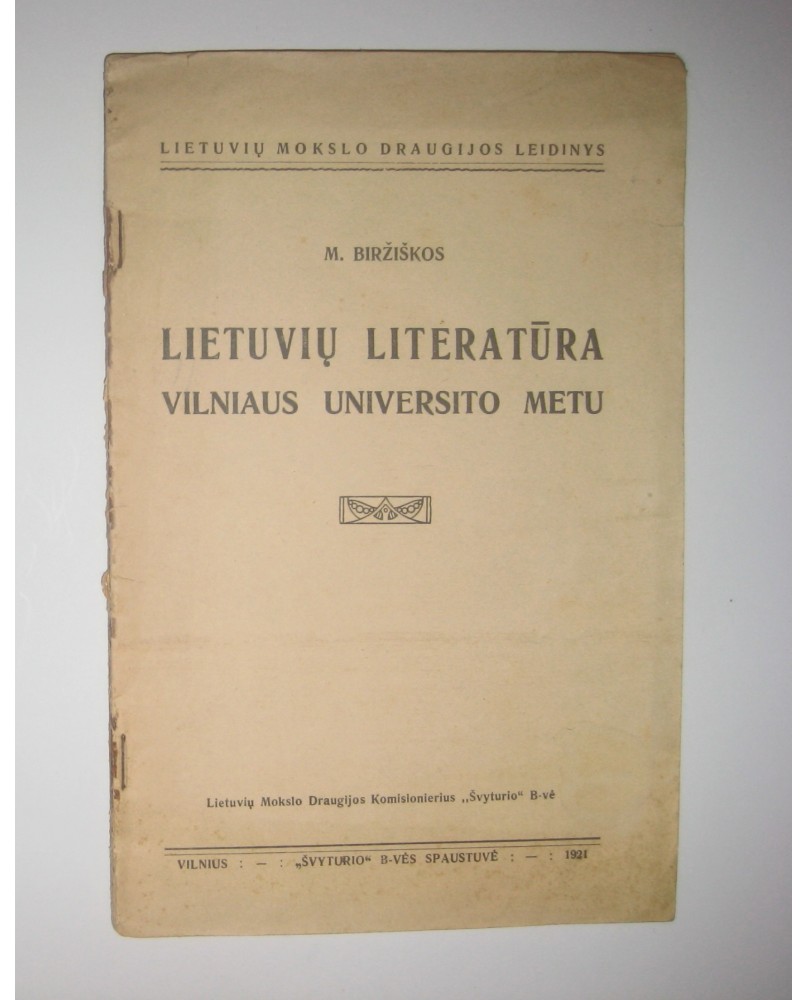 LIETUVIŲ MOKSLO DRAUGIJOS LEIDINYS
M. BIRŽIŠKOS
LIETUVIŲ LITERATŪRA
VILNIAUS UNIVERSITO METU
Lietuvių Mokslo Draugijos Komisionierius ,,Švyturio“ B-vė
VILNIUS : — : „ŠVYTURIO“ B-VĖS SPAUSTUVĖ : — : 1921